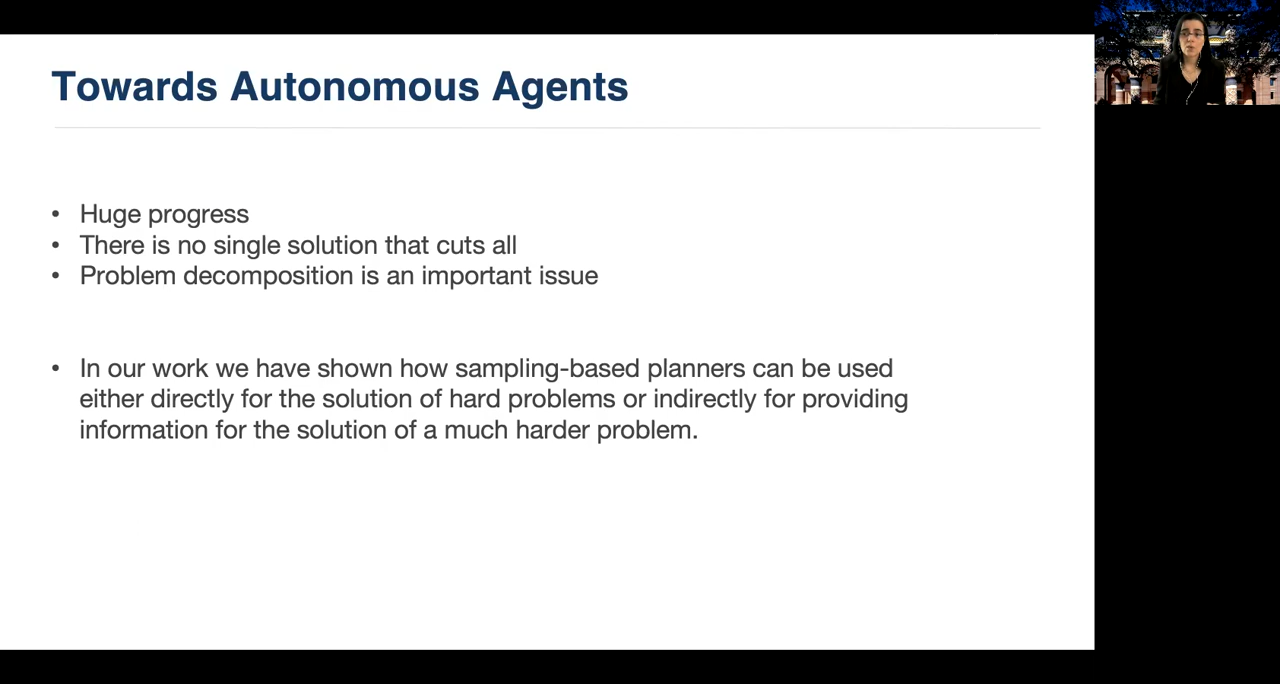 Towards Autonomous Agents
• Huge progress
• There is no single solution that cuts all
• Problem decomposition is an important issue
• In our work we have shown how sampling-based planners can be used
either directly for the solution of hard problems or indirectly for providing
information for the solution of a much harder problem.